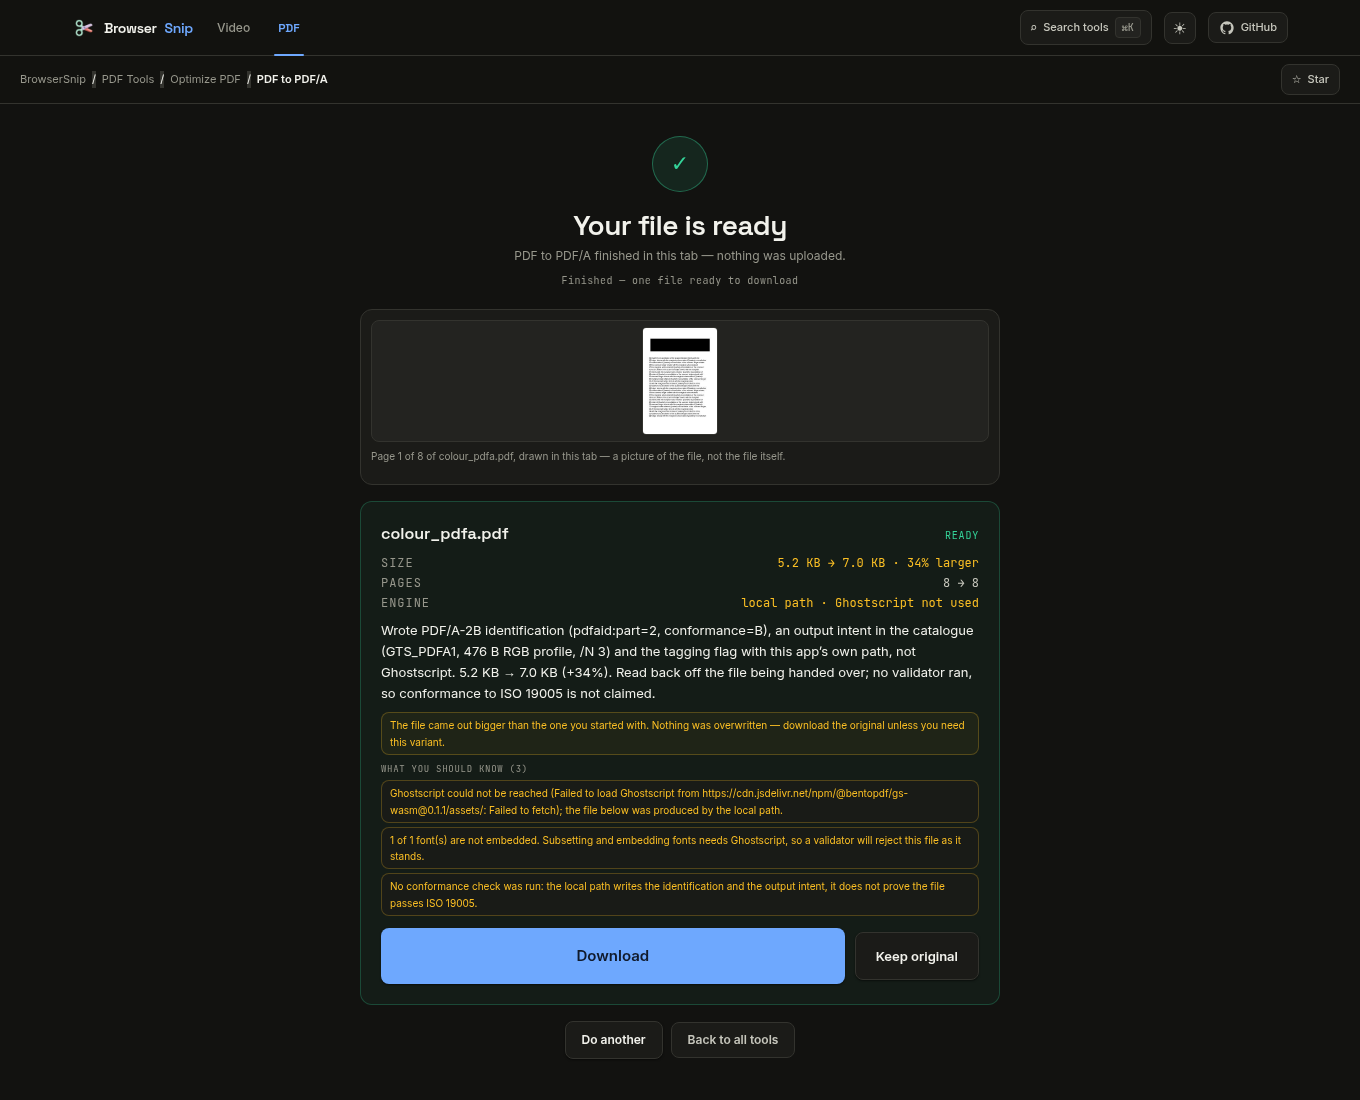 Browser Snip
Video
PDF
Search tools ⌘K
GitHub
BrowserSnip / PDF Tools / Optimize PDF / PDF to PDF/A
☆ Star
✓
Your file is ready
PDF to PDF/A finished in this tab — nothing was uploaded.
Finished — one file ready to download
Page 1 of 8 of colour_pdfa.pdf, drawn in this tab — a picture of the file, not the file itself.
colour_pdfa.pdf
READY
SIZE 5.2 KB → 7.0 KB · 34% larger
PAGES 8 → 8
ENGINE local path · Ghostscript not used
Wrote PDF/A-2B identification (pdfaid:part=2, conformance=B), an output intent in the catalogue
(GTS_PDFA1, 476 B RGB profile, /N 3) and the tagging flag with this app’s own path, not
Ghostscript. 5.2 KB → 7.0 KB (+34%). Read back off the file being handed over; no validator ran,
so conformance to ISO 19005 is not claimed.
The file came out bigger than the one you started with. Nothing was overwritten — download the original unless you need
this variant.
WHAT YOU SHOULD KNOW (3)
Ghostscript could not be reached (Failed to load Ghostscript from https://cdn.jsdelivr.net/npm/@bentopdf/gs-
wasm@0.1.1/assets/: Failed to fetch); the file below was produced by the local path.
1 of 1 font(s) are not embedded. Subsetting and embedding fonts needs Ghostscript, so a validator will reject this file as it
stands.
No conformance check was run: the local path writes the identification and the output intent, it does not prove the file
passes ISO 19005.
Download
Keep original
Do another
Back to all tools